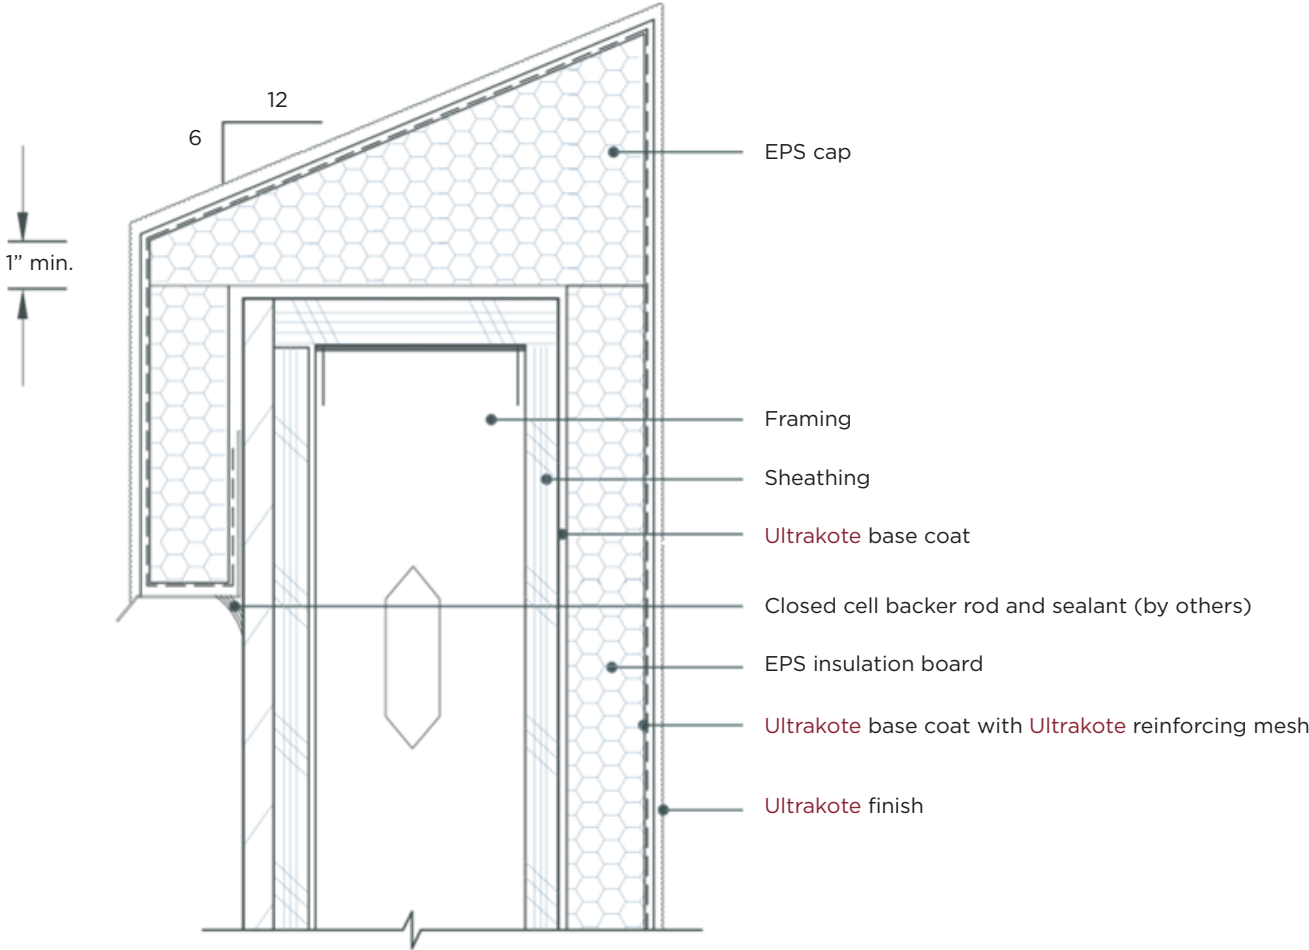 12
6
EPS cap
1” min.
Framing
Sheathing
Ultrakote base coat
Closed cell backer rod and sealant (by others)
EPS insulation board
Ultrakote base coat with Ultrakote reinforcing mesh
Ultrakote finish